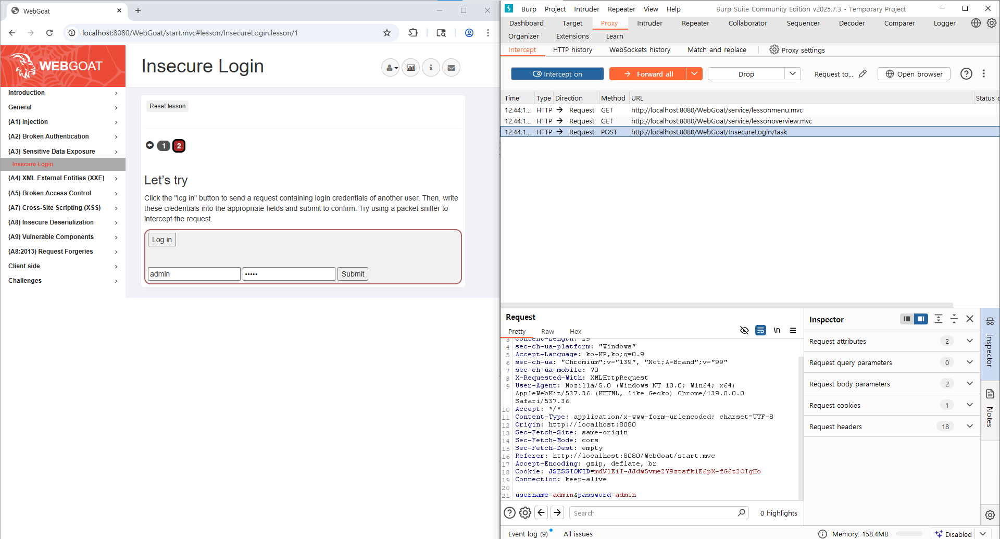 WebGoat
localhost:8080/WebGoat/start.mvc#lesson/InsecureLogin.lesson/1
WEBGOAT
Insecure Login
Introduction
General
(A1) Injection
(A2) Broken Authentication
(A3) Sensitive Data Exposure
Insecure Login
(A4) XML External Entities (XXE)
(A5) Broken Access Control
(A7) Cross-Site Scripting (XSS)
(A8) Insecure Deserialization
(A9) Vulnerable Components
(A8:2013) Request Forgeries
Client side
Challenges
Reset lesson
1 2
Let's try
Click the "log in" button to send a request containing login credentials of another user. Then, write
these credentials into the appropriate fields and submit to confirm. Try using a packet sniffer to
intercept the request.
Log in
admin ••••• Submit
Burp Project Intruder Repeater View Help Burp Suite Community Edition v2025.7.3 - Temporary Project
Dashboard Target Proxy Intruder Repeater Collaborator Sequencer Decoder Comparer Logger
Organizer Extensions Learn
Intercept HTTP history WebSockets history Match and replace Proxy settings
Intercept on Forward all Drop Request to... Open browser
Time Type Direction Method URL Status c
12:44:1... HTTP Request GET http://localhost:8080/WebGoat/service/lessonmenu.mvc
12:44:1... HTTP Request GET http://localhost:8080/WebGoat/service/lessonoverview.mvc
12:44:1... HTTP Request POST http://localhost:8080/WebGoat/InsecureLogin/task
Request
Pretty Raw Hex \n
3 Content-Length: 29
4 sec-ch-ua-platform: "Windows"
5 Accept-Language: ko-KR,ko;q=0.9
6 sec-ch-ua: "Chromium";v="139", "Not;A=Brand";v="99"
7 sec-ch-ua-mobile: ?0
8 X-Requested-With: XMLHttpRequest
9 User-Agent: Mozilla/5.0 (Windows NT 10.0; Win64; x64)
AppleWebKit/537.36 (KHTML, like Gecko) Chrome/139.0.0.0
Safari/537.36
10 Accept: */*
11 Content-Type: application/x-www-form-urlencoded; charset=UTF-8
12 Origin: http://localhost:8080
13 Sec-Fetch-Site: same-origin
14 Sec-Fetch-Mode: cors
15 Sec-Fetch-Dest: empty
16 Referer: http://localhost:8080/WebGoat/start.mvc
17 Accept-Encoding: gzip, deflate, br
18 Cookie: JSESSIONID=
19 Connection: keep-alive
20
21 username=admin&password=admin
Search 0 highlights
Inspector
Request attributes 2
Request query parameters 0
Request body parameters 2
Request cookies 1
Request headers 18
Inspector
Notes
Event log (9) All issues Memory: 158.4MB Disabled